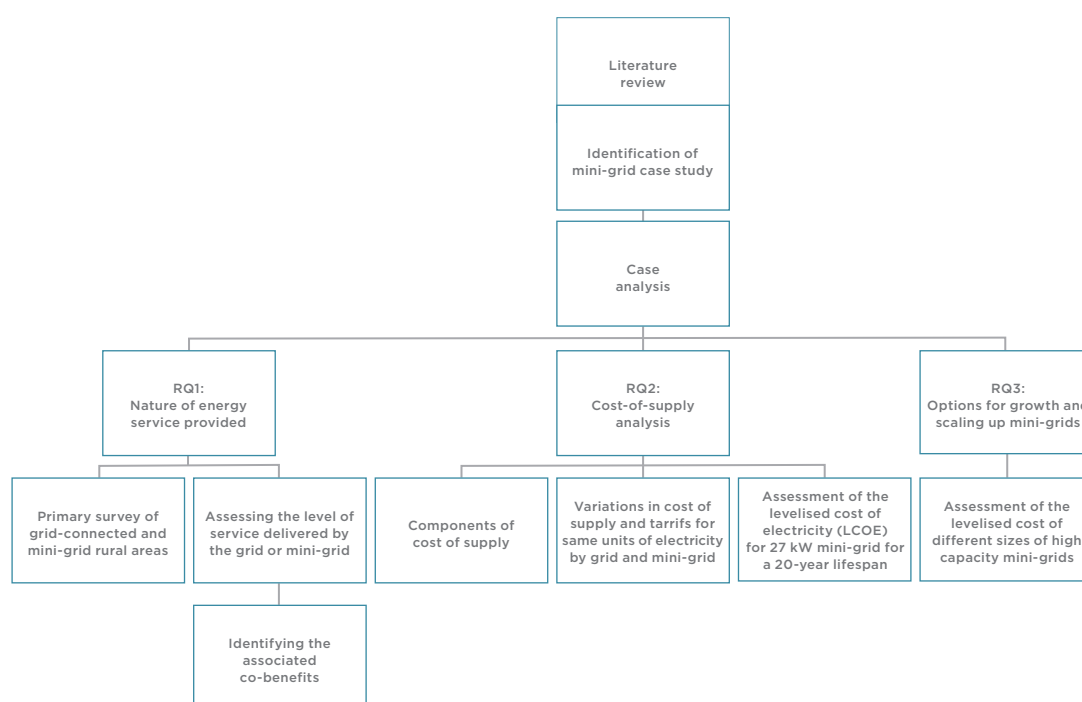 Literature
review
Identification of
mini-grid case study
Case
analysis
RQ1:
Nature of energy
service provided
RQ2:
Cost-of-supply
analysis
RQ3:
Options for growth and
scaling up mini-grids
Primary survey of
grid-connected and
mini-grid rural areas
Assessing the level of
service delivered by
the grid or mini-grid
Components of
cost of supply
Variations in cost of
supply and tarrifs for
same units of electricity
by grid and mini-grid
Assessment of the
levelised cost of
electricity (LCOE)
for 27 kW mini-grid for
a 20-year lifespan
Assessment of the
levelised cost of
different sizes of high
capacity mini-grids
Identifying the
associated
co-benefits